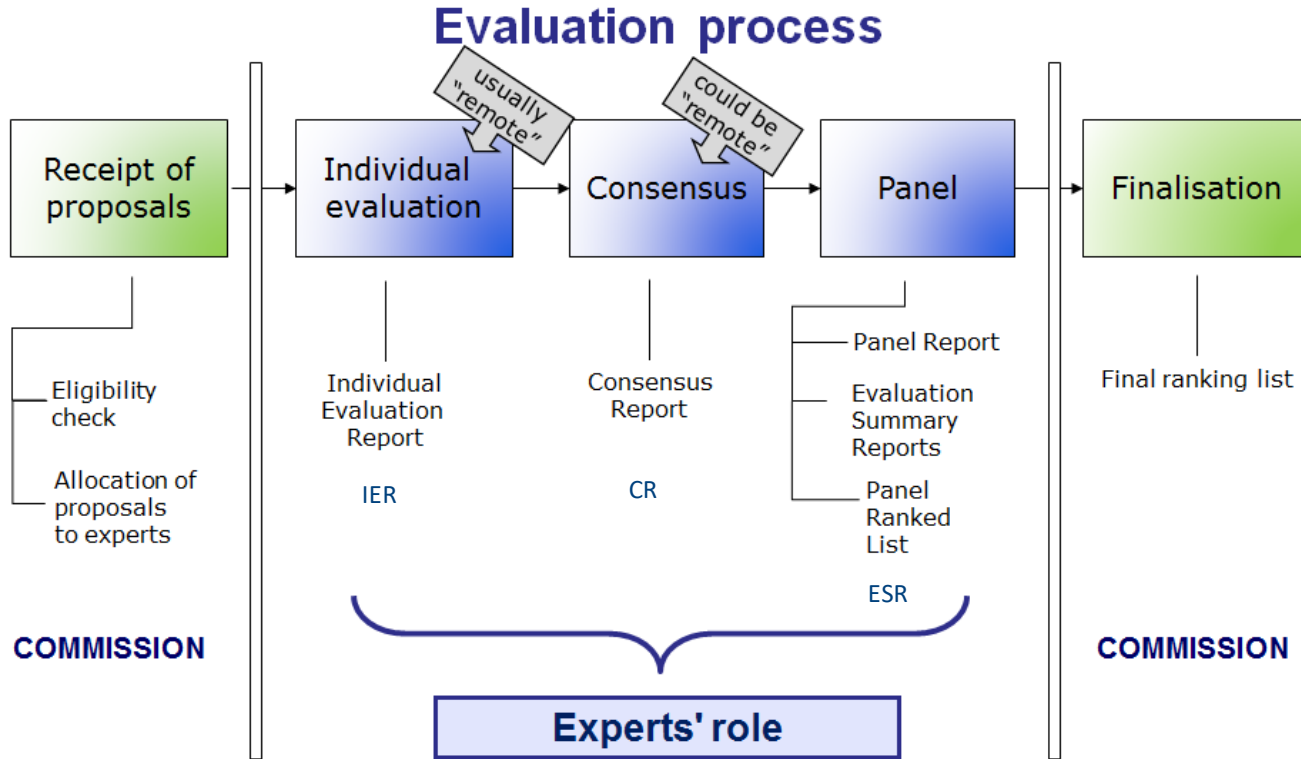 Evaluation process
usually
“remote”
could be
“remote”
Receipt of
proposals
Individual
evaluation
Consensus
Panel
Finalisation
Eligibility
check
Allocation of
proposals
to experts
Individual
Evaluation
Report
IER
Consensus
Report
CR
Panel Report
Evaluation
Summary
Reports
Panel
Ranked
List
ESR
Final ranking list
COMMISSION
COMMISSION
Experts' role